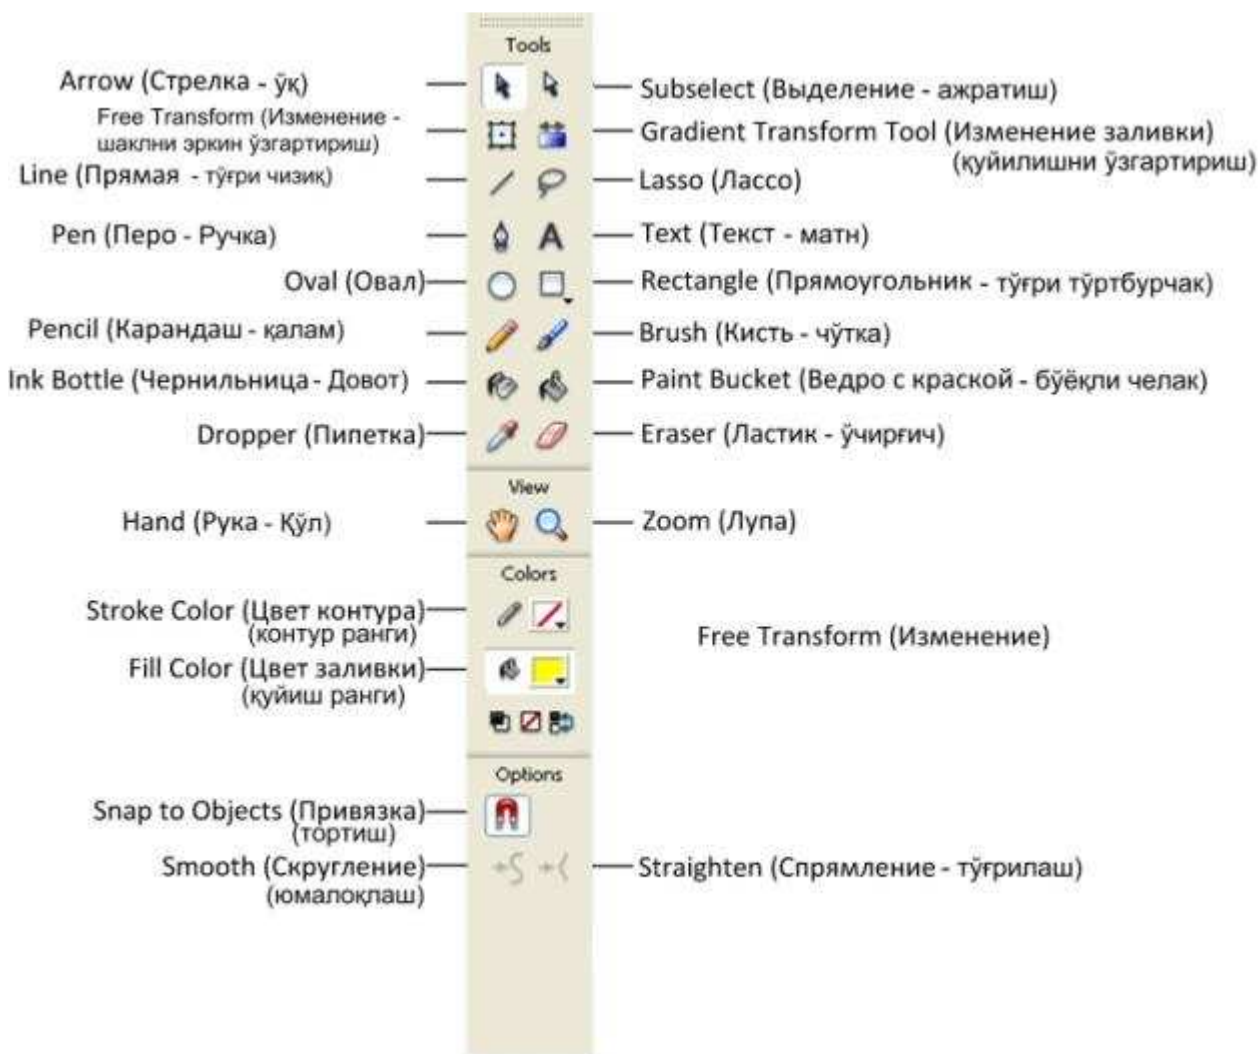 Tools
Arrow (Стрелка - ўқ)
Subselect (Выделение - ажратиш)
Free Transform (Изменение -
шаклни эркин ўзгартириш)
Gradient Transform Tool (Изменение заливки)
(қуйилишни ўзгартириш)
Line (Прямая - тўғри чизиқ)
Lasso (Лассо)
Pen (Перо - Ручка)
Text (Текст - матн)
Oval (Овал)
Rectangle (Прямоугольник - тўғри тўртбурчак)
Pencil (Карандаш - қалам)
Brush (Кисть - чўтка)
Ink Bottle (Чернильница - Довот)
Paint Bucket (Ведро с краской - бўёқли челак)
Dropper (Пипетка)
Eraser (Ластик - ўчирғич)
View
Hand (Рука - Қўл)
Zoom (Лупа)
Colors
Stroke Color (Цвет контура)
(контур ранги)
Free Transform (Изменение)
Fill Color (Цвет заливки)
(қуйиш ранги)
Options
Snap to Objects (Привязка)
(тортиш)
Smooth (Скругление)
(юмалоқлаш)
Straighten (Спрямление - тўғрилаш)